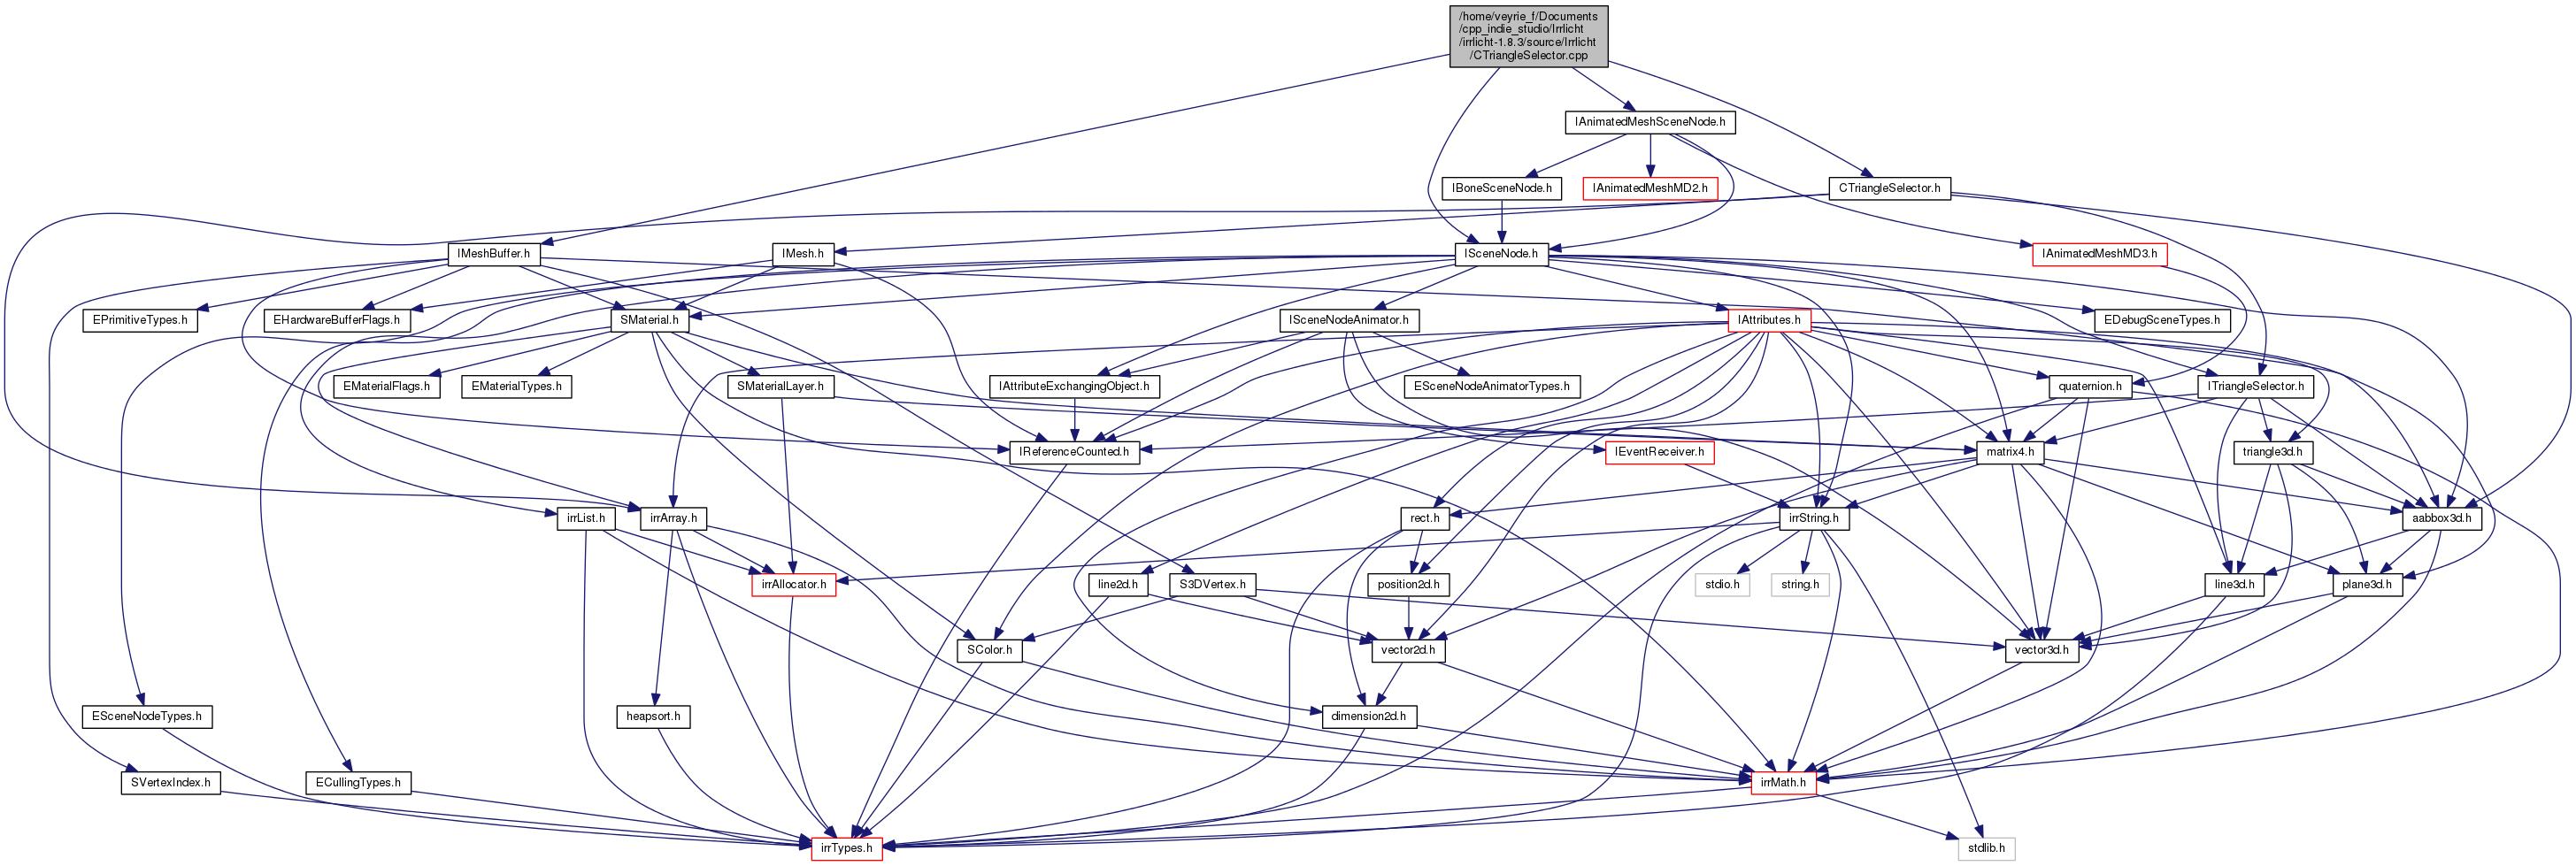 /home/veyrie_f/Documents
/cpp_indie_studio/Irrlicht
/irrlicht-1.8.3/source/Irrlicht
/CTriangleSelector.cpp
IAnimatedMeshSceneNode.h
IBoneSceneNode.h
IAnimatedMeshMD2.h
CTriangleSelector.h
IMeshBuffer.h
IMesh.h
ISceneNode.h
IAnimatedMeshMD3.h
EPrimitiveTypes.h
EHardwareBufferFlags.h
SMaterial.h
ISceneNodeAnimator.h
IAttributes.h
EDebugSceneTypes.h
EMaterialFlags.h
EMaterialTypes.h
SMaterialLayer.h
IAttributeExchangingObject.h
ESceneNodeAnimatorTypes.h
quaternion.h
ITriangleSelector.h
IReferenceCounted.h
IEventReceiver.h
matrix4.h
triangle3d.h
irrList.h
irrArray.h
rect.h
irrString.h
aabbox3d.h
irrAllocator.h
line2d.h
S3DVertex.h
position2d.h
stdio.h
string.h
line3d.h
plane3d.h
SColor.h
vector2d.h
vector3d.h
ESceneNodeTypes.h
heapsort.h
dimension2d.h
SVertexIndex.h
ECullingTypes.h
irrMath.h
irrTypes.h
stdlib.h